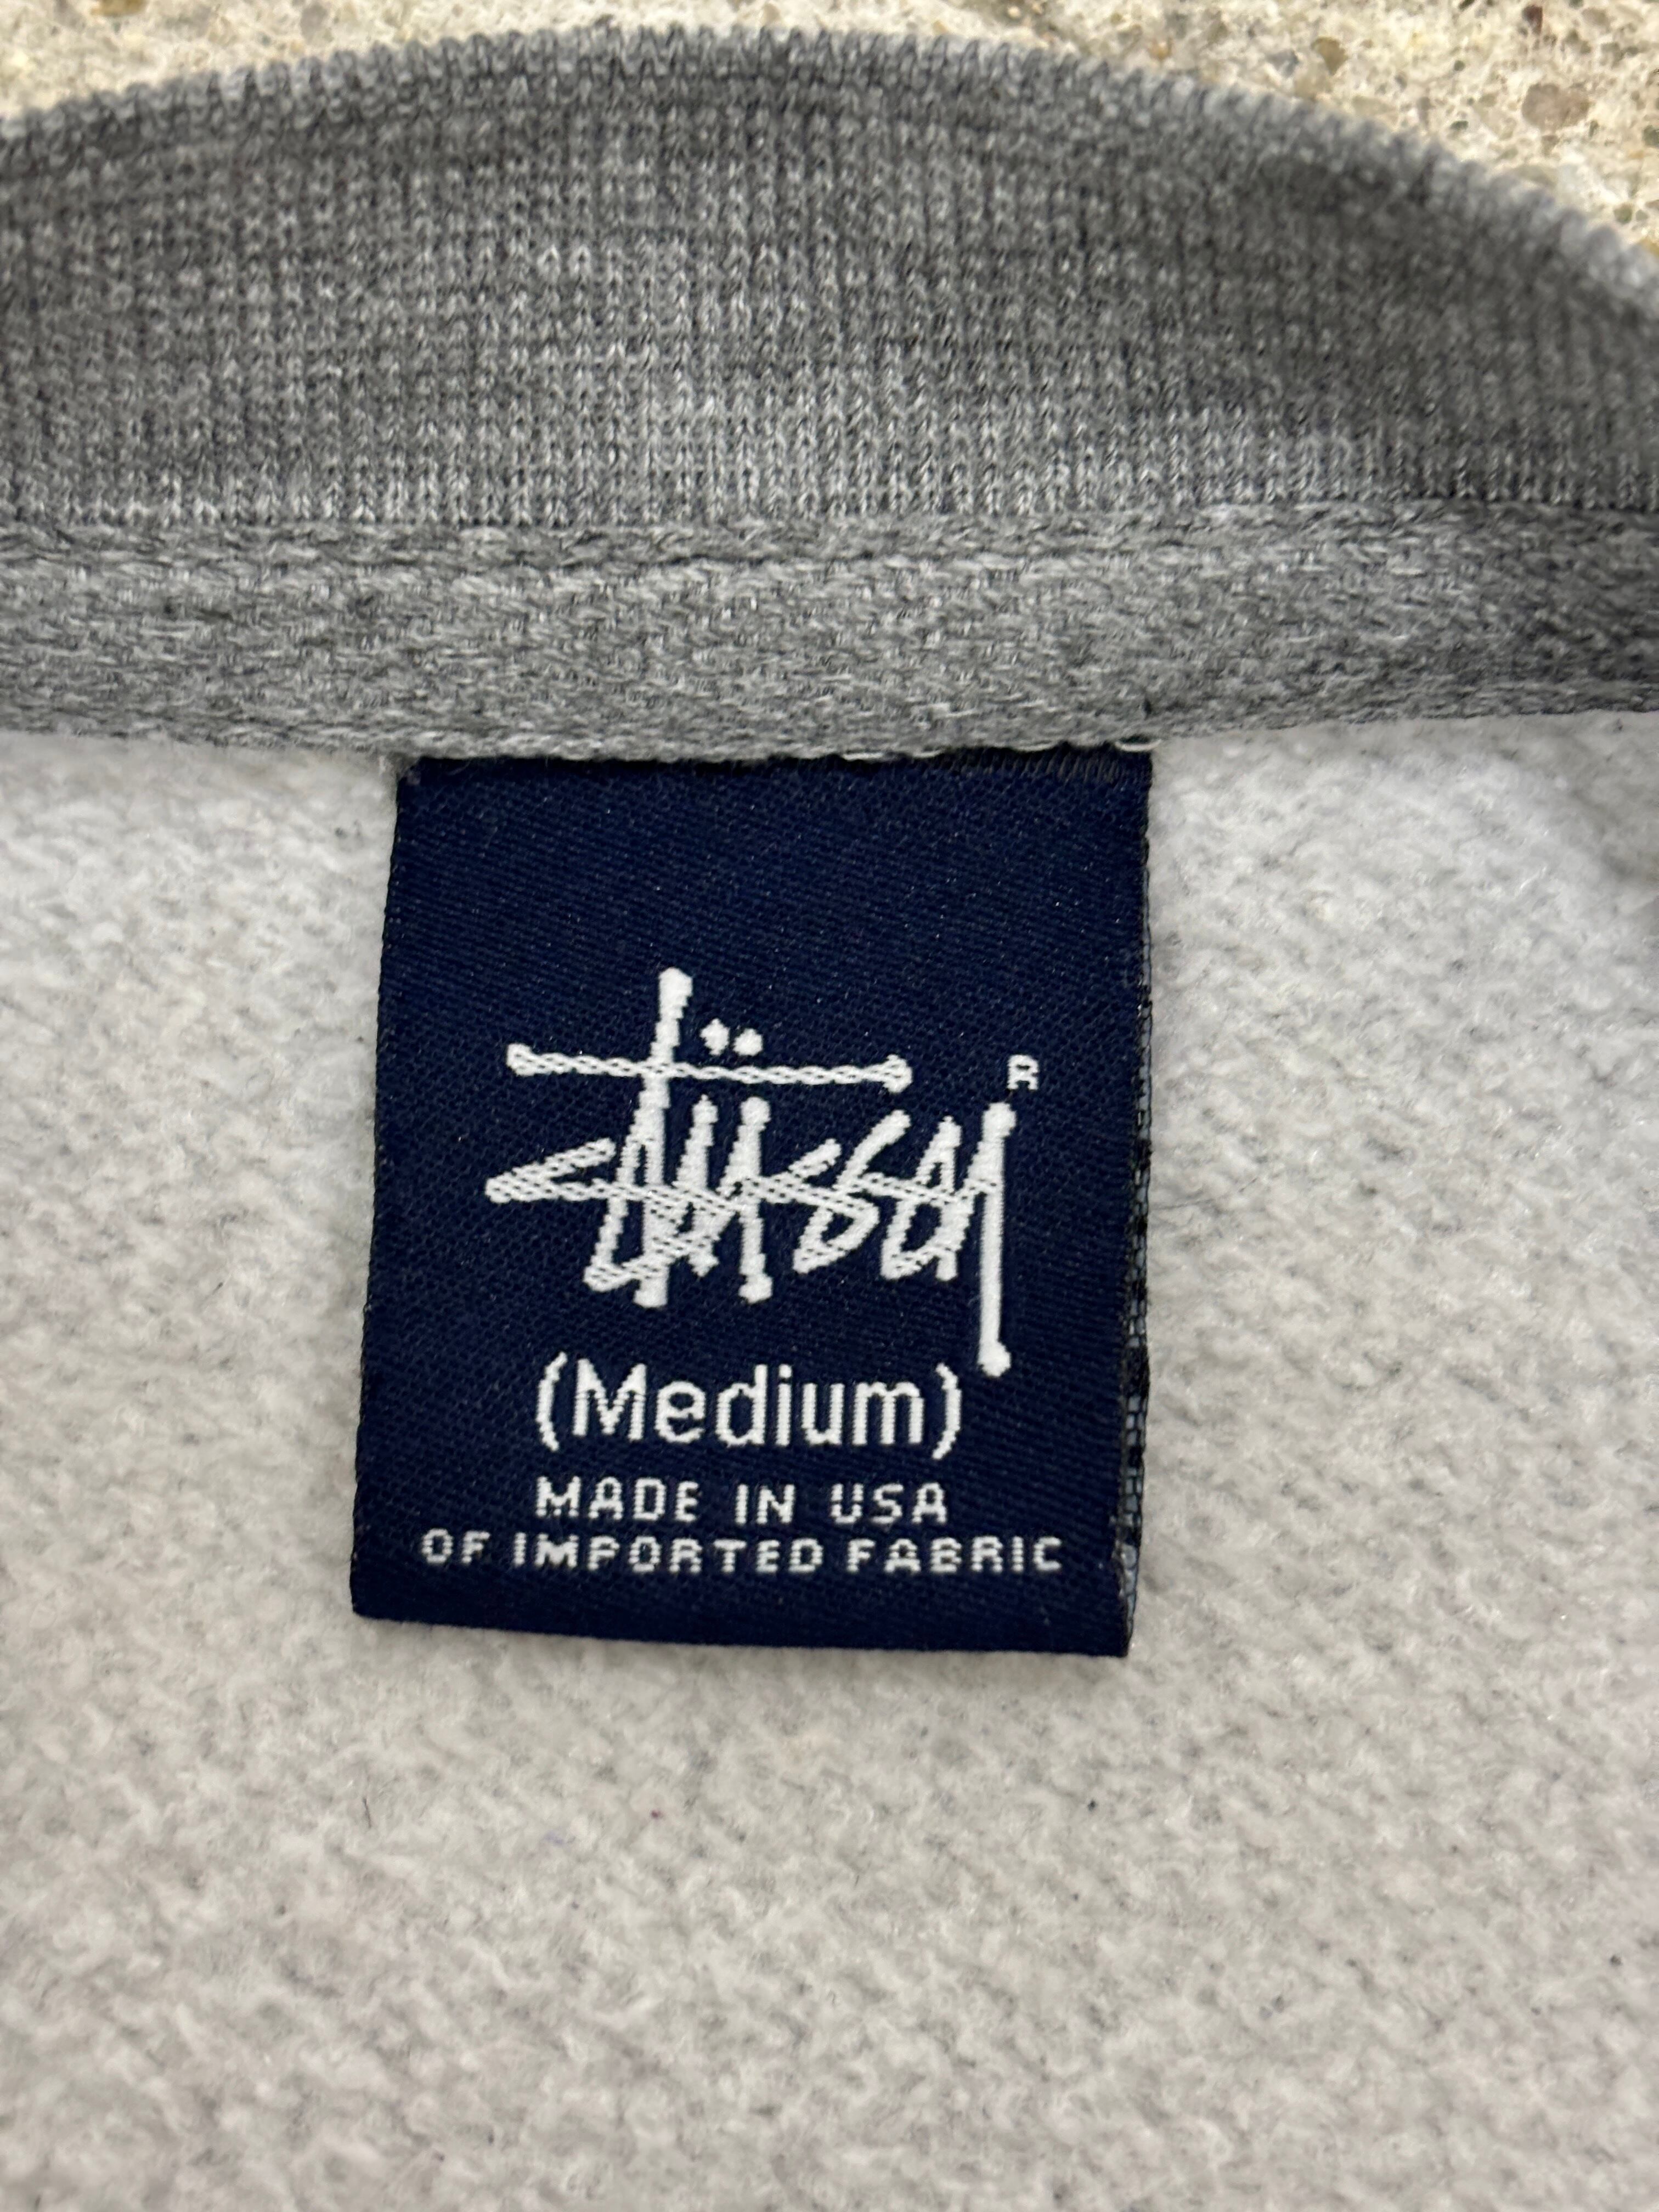 Stüssy ®
(Medium)
MADE IN USA
OF IMPORTED FABRIC